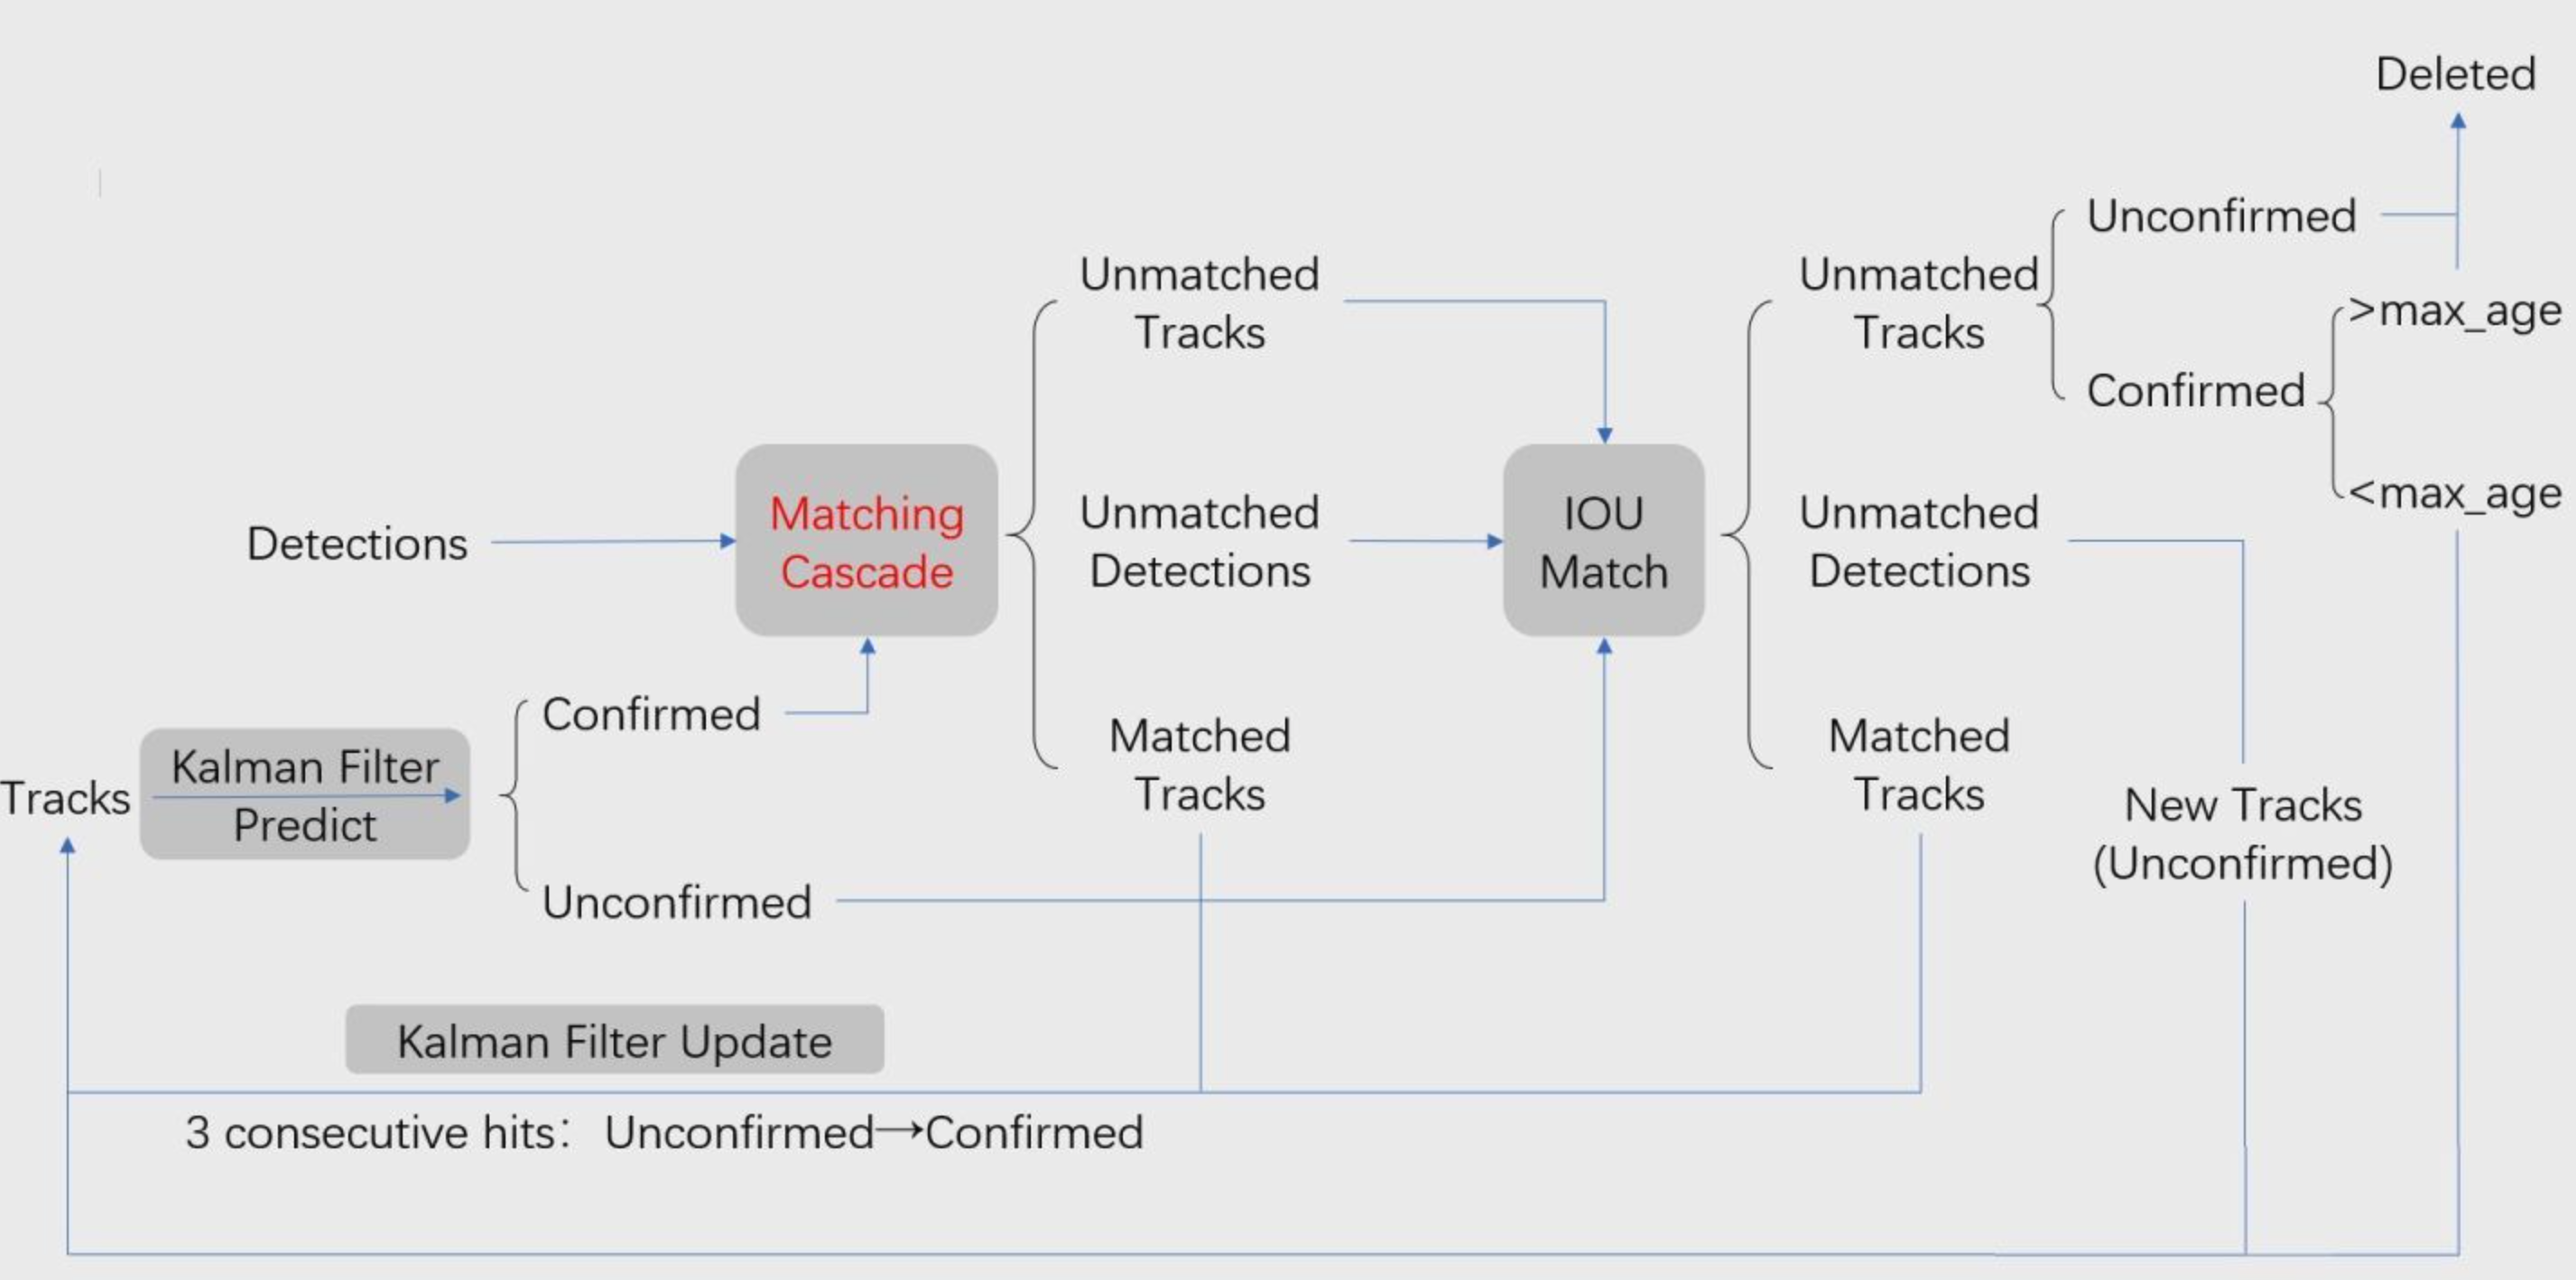 Deleted
Unconfirmed
Unmatched
Tracks
Unmatched
Tracks
>max_age
Confirmed
<max_age
Matching
Cascade
Unmatched
Detections
IOU
Match
Unmatched
Detections
Detections
Confirmed
Matched
Tracks
Matched
Tracks
Kalman Filter
Predict
Tracks
New Tracks
(Unconfirmed)
Unconfirmed
Kalman Filter Update
3 consecutive hits： Unconfirmed→Confirmed